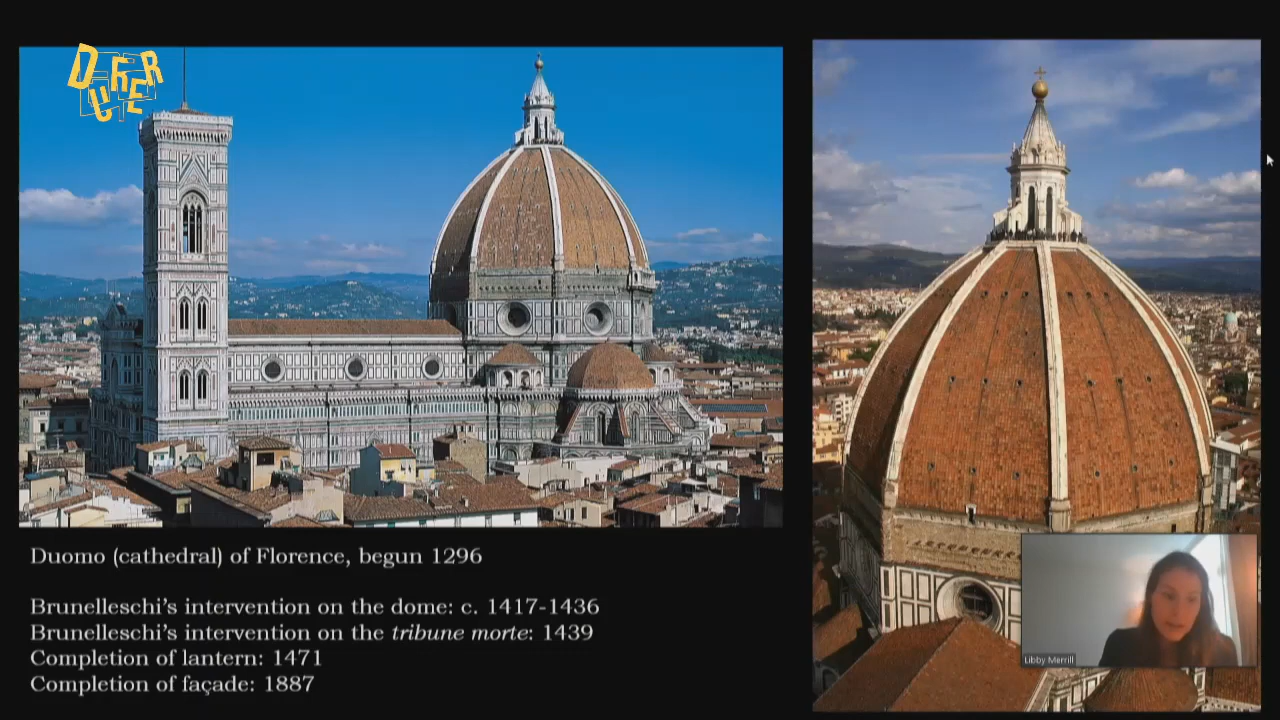 DUKER
Duomo (cathedral) of Florence, begun 1296
Brunelleschi's intervention on the dome: c. 1417-1436
Brunelleschi's intervention on the tribune morte: 1439
Completion of lantern: 1471
Completion of façade: 1887
Libby Merrill